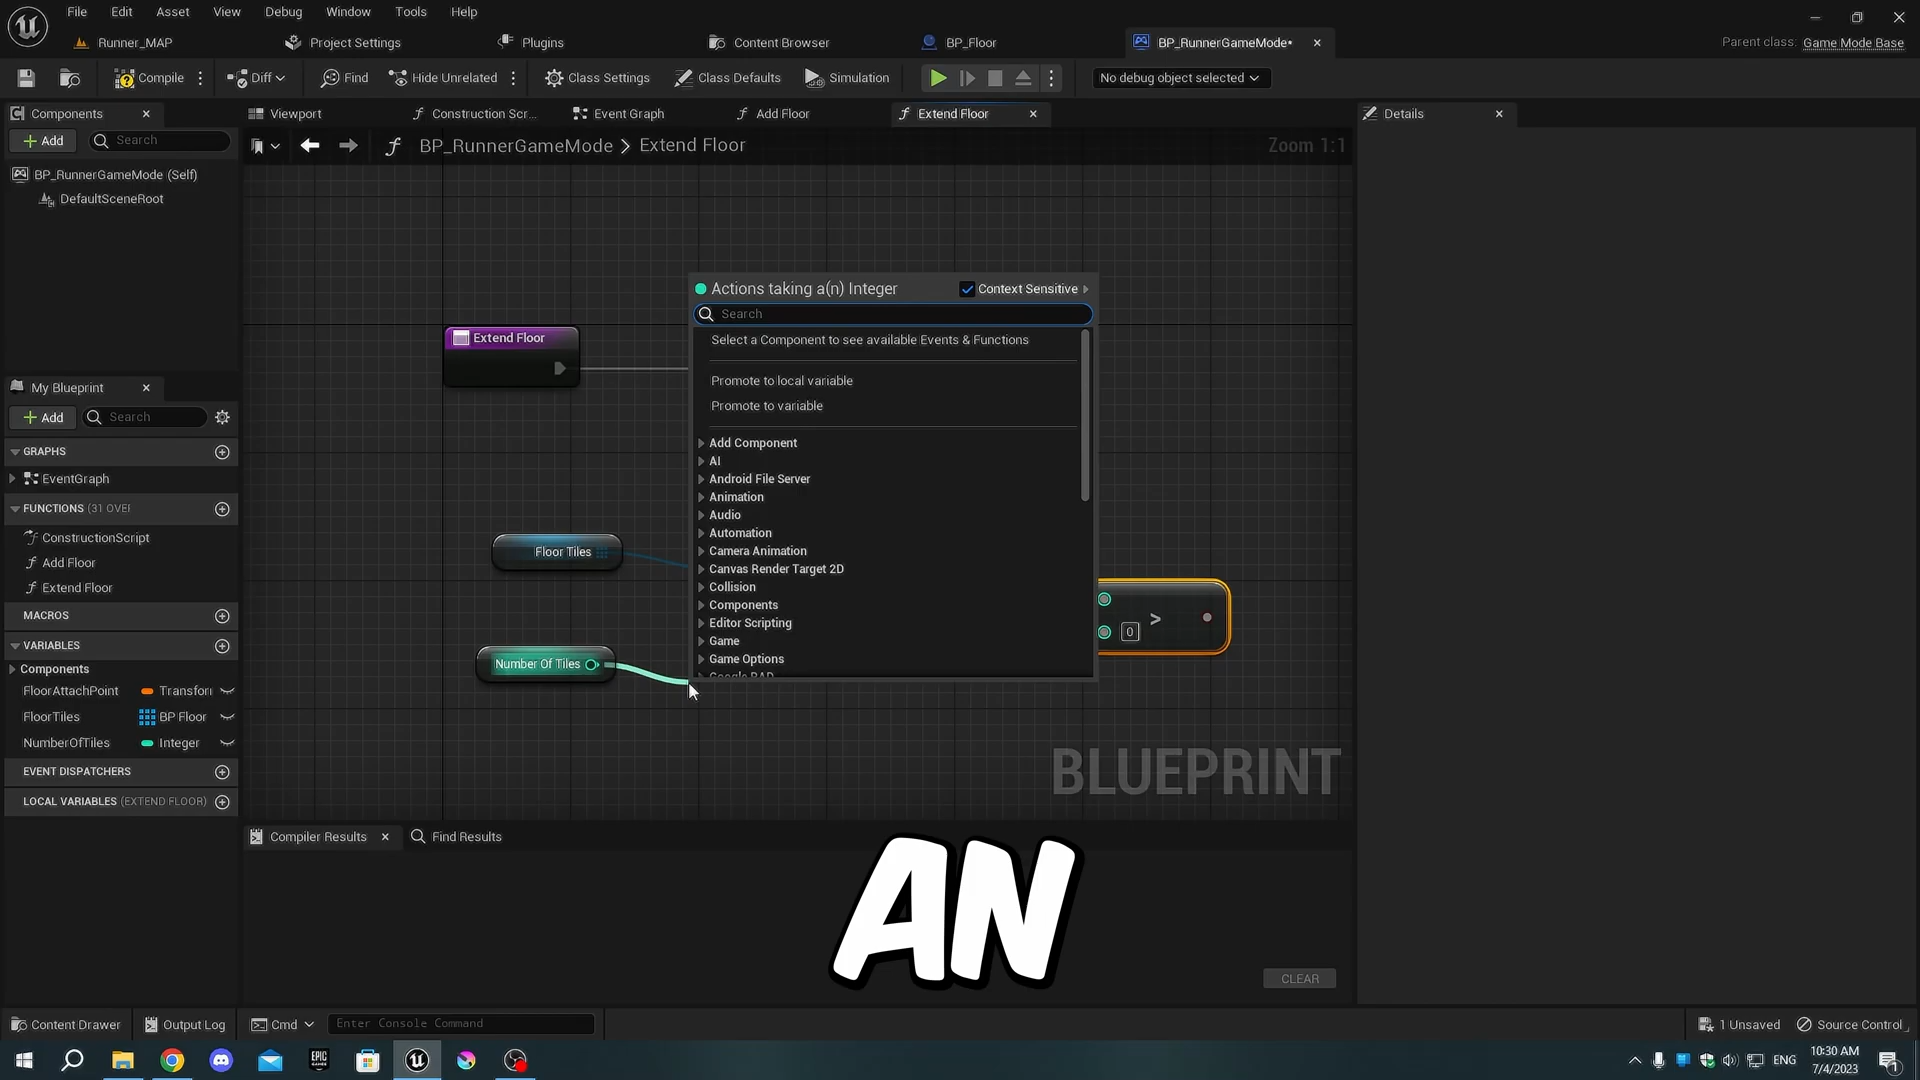 File Edit Asset View Debug Window Tools Help
Runner_MAP Project Settings Plugins Content Browser BP_Floor BP_RunnerGameMode* Parent class: Game Mode Base
Compile Diff Find Hide Unrelated Class Settings Class Defaults Simulation No debug object selected
Components Viewport Construction Scr... Event Graph Add Floor Extend Floor Details
Add Search
BP_RunnerGameMode > Extend Floor Zoom 1:1
BP_RunnerGameMode (Self)
DefaultSceneRoot
Actions taking a(n) Integer Context Sensitive
Search
Select a Component to see available Events & Functions
Promote to local variable
Promote to variable
Add Component
AI
Android File Server
Animation
Audio
Automation
Camera Animation
Canvas Render Target 2D
Collision
Components
Editor Scripting
Game
Game Options
Extend Floor
Floor Tiles
Number Of Tiles
0 >
My Blueprint
Add Search
GRAPHS
EventGraph
FUNCTIONS (31 OVER
ConstructionScript
Add Floor
Extend Floor
MACROS
VARIABLES
Components
FloorAttachPoint Transform
FloorTiles BP Floor
NumberOfTiles Integer
EVENT DISPATCHERS
LOCAL VARIABLES (EXTEND FLOOR)
BLUEPRINT
Compiler Results Find Results
AN
CLEAR
Content Drawer Output Log Cmd Enter Console Command 1 Unsaved Source Control
EPIC GAMES
ENG 10:30 AM
7/4/2023
1